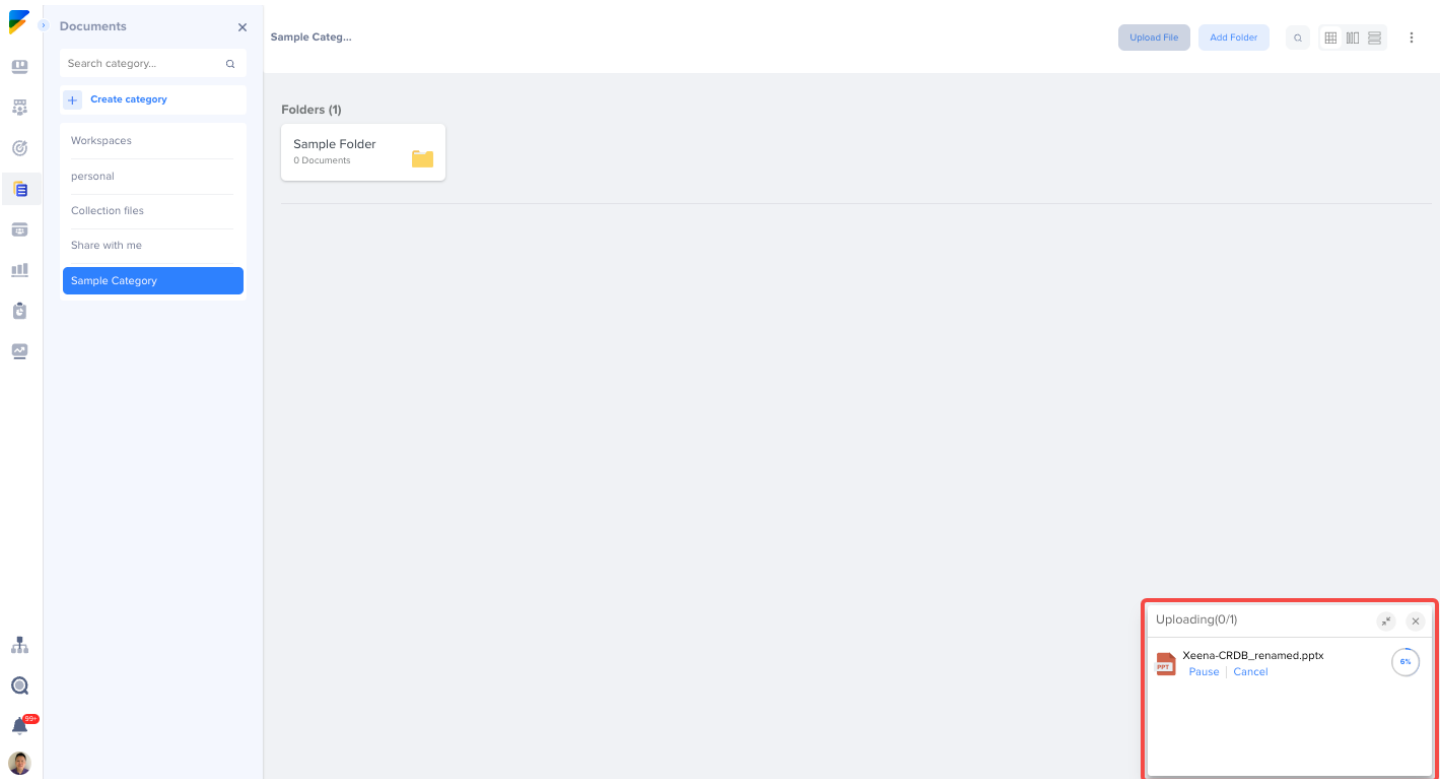 Documents
Sample Categ...
Upload File
Add Folder
Search category...
Create category
Workspaces
personal
Collection files
Share with me
Sample Category
Folders (1)
Sample Folder
0 Documents
Uploading(0/1)
Xeena-CRDB_renamed.pptx
PPT
Pause
Cancel
6%
99+